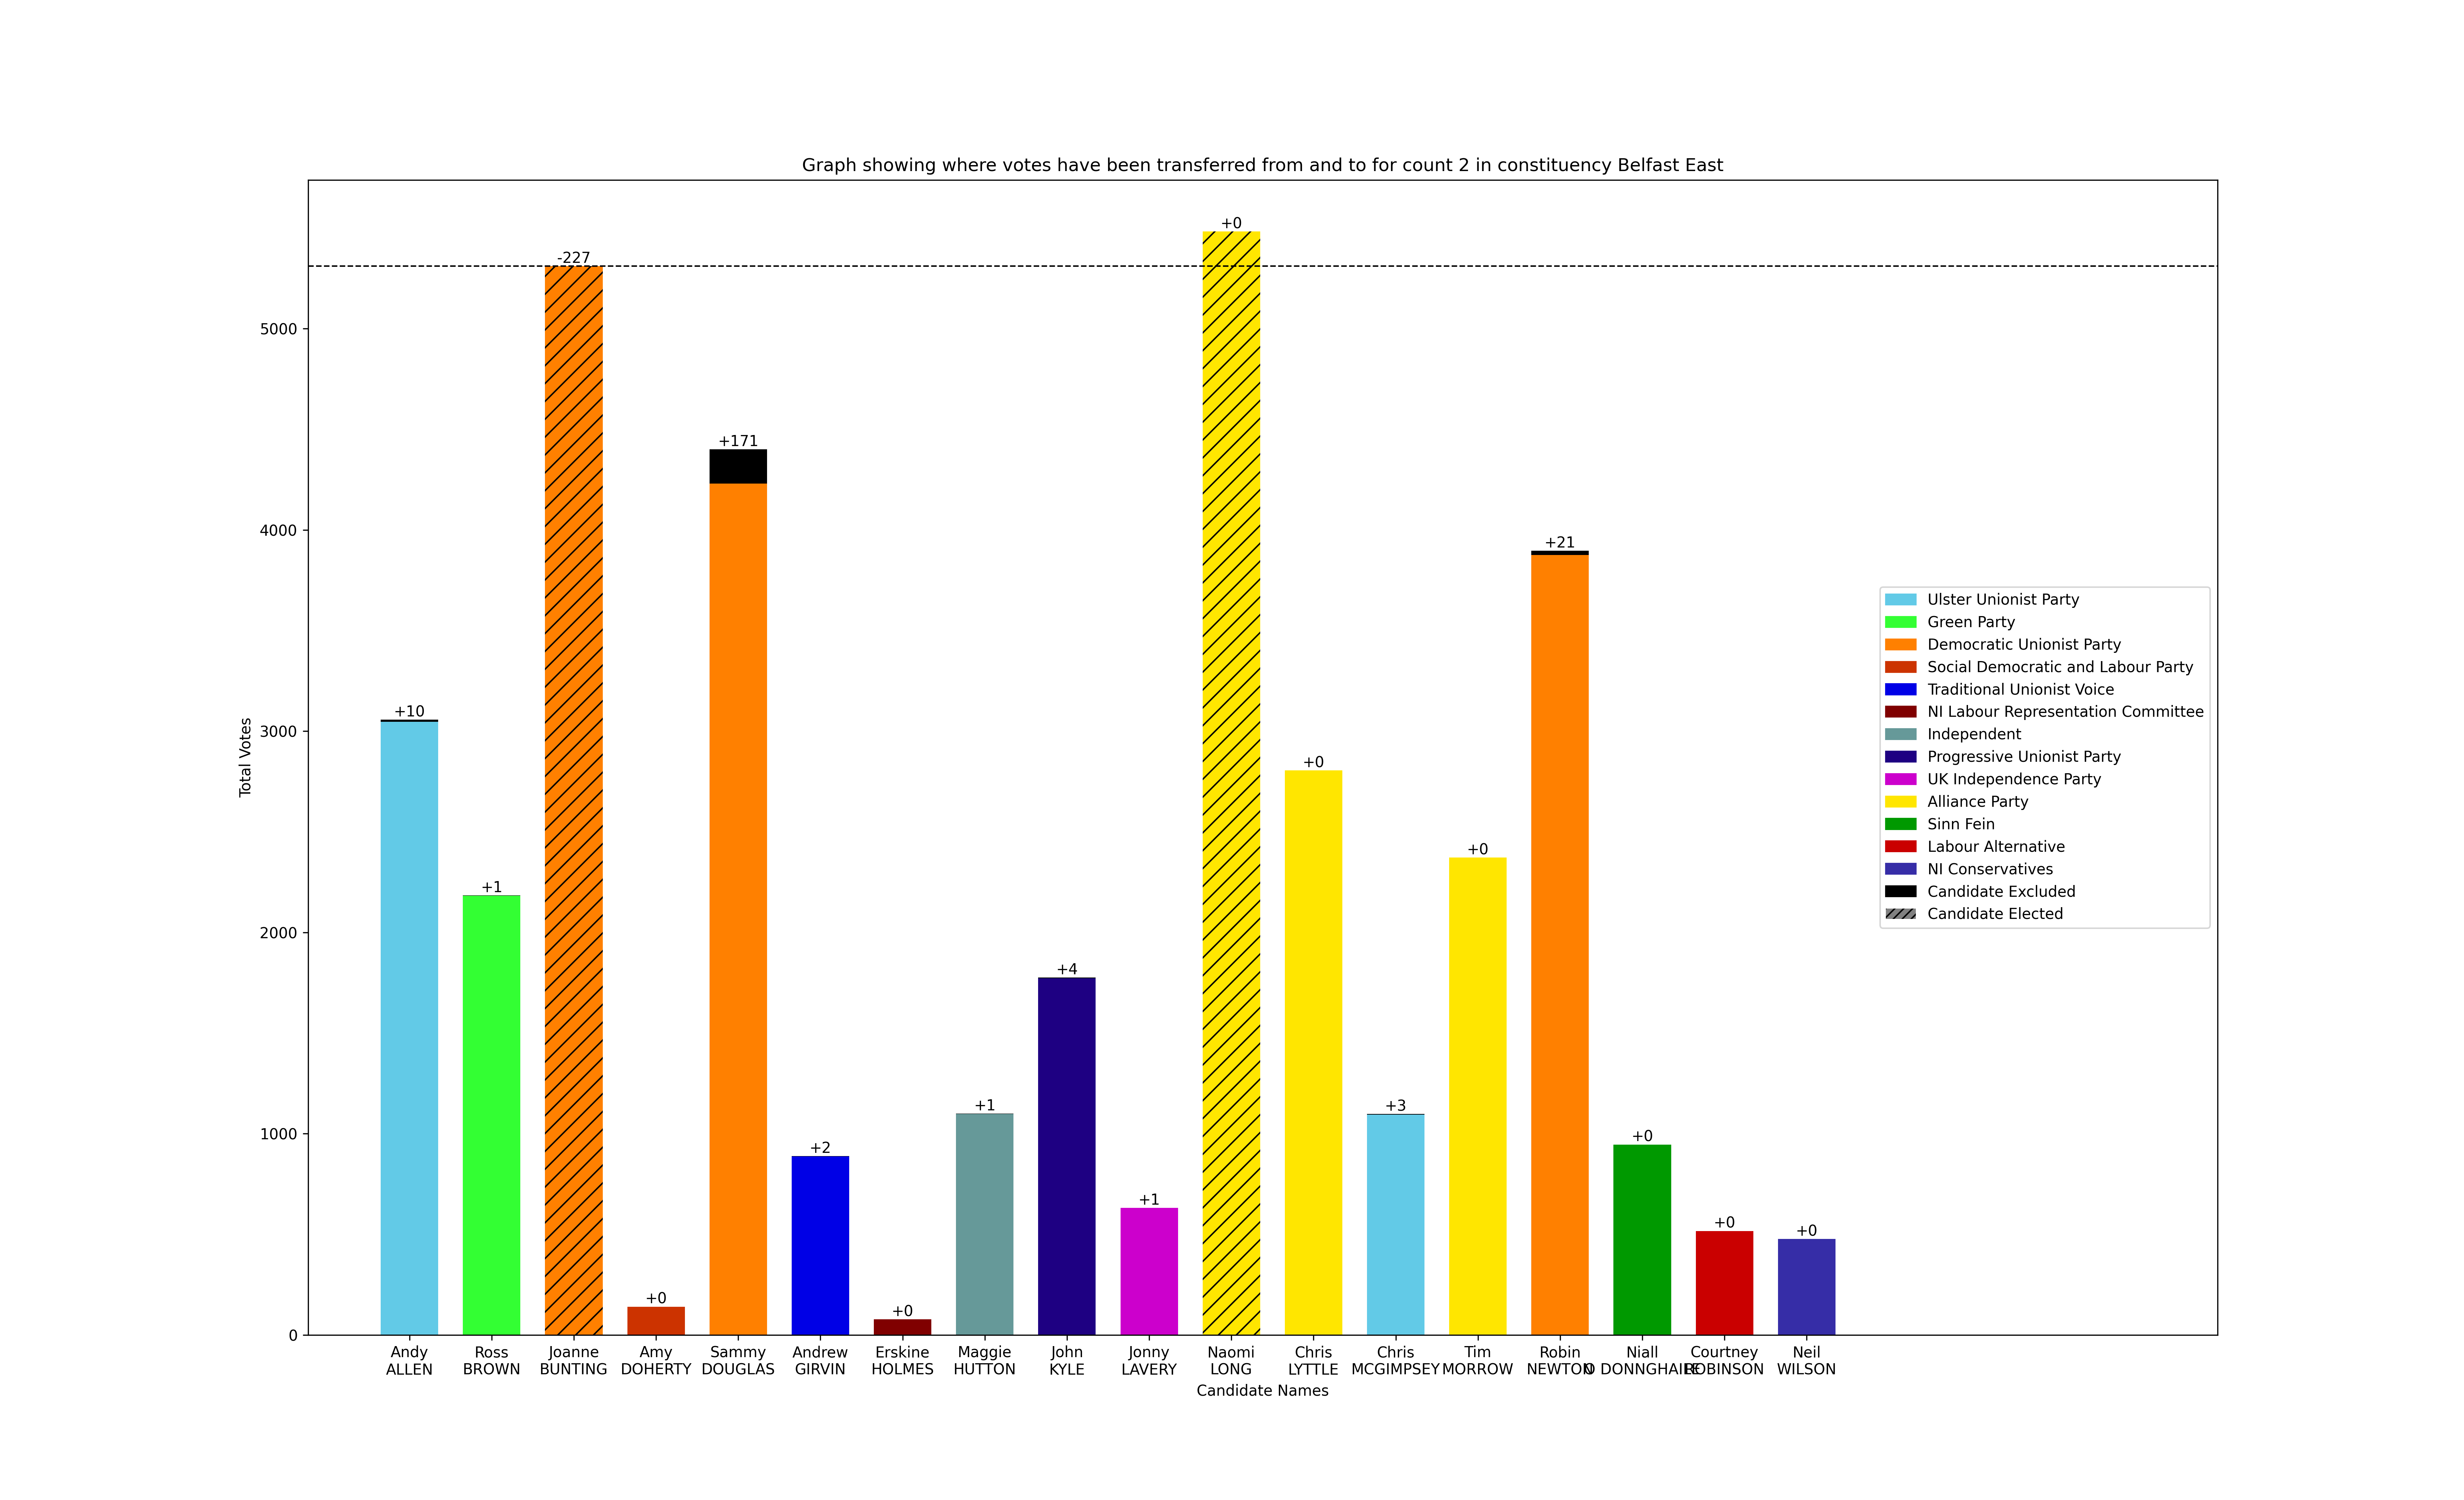 Graph showing where votes have been transferred from and to for count 2 in constituency Belfast East
Total Votes
5000
4000
3000
2000
1000
0
+10
+1
-227
+0
+171
+2
+0
+1
+4
+1
+0
+0
+3
+0
+21
+0
+0
+0
Andy
ALLEN
Ross
BROWN
Joanne
BUNTING
Amy
DOHERTY
Sammy
DOUGLAS
Andrew
GIRVIN
Erskine
HOLMES
Maggie
HUTTON
John
KYLE
Jonny
LAVERY
Naomi
LONG
Chris
LYTTLE
Chris
MCGIMPSEY
Tim
MORROW
Robin
NEWTON
Niall
O DONNGHAILE
Courtney
ROBINSON
Neil
WILSON
Candidate Names
Ulster Unionist Party
Green Party
Democratic Unionist Party
Social Democratic and Labour Party
Traditional Unionist Voice
NI Labour Representation Committee
Independent
Progressive Unionist Party
UK Independence Party
Alliance Party
Sinn Fein
Labour Alternative
NI Conservatives
Candidate Excluded
Candidate Elected